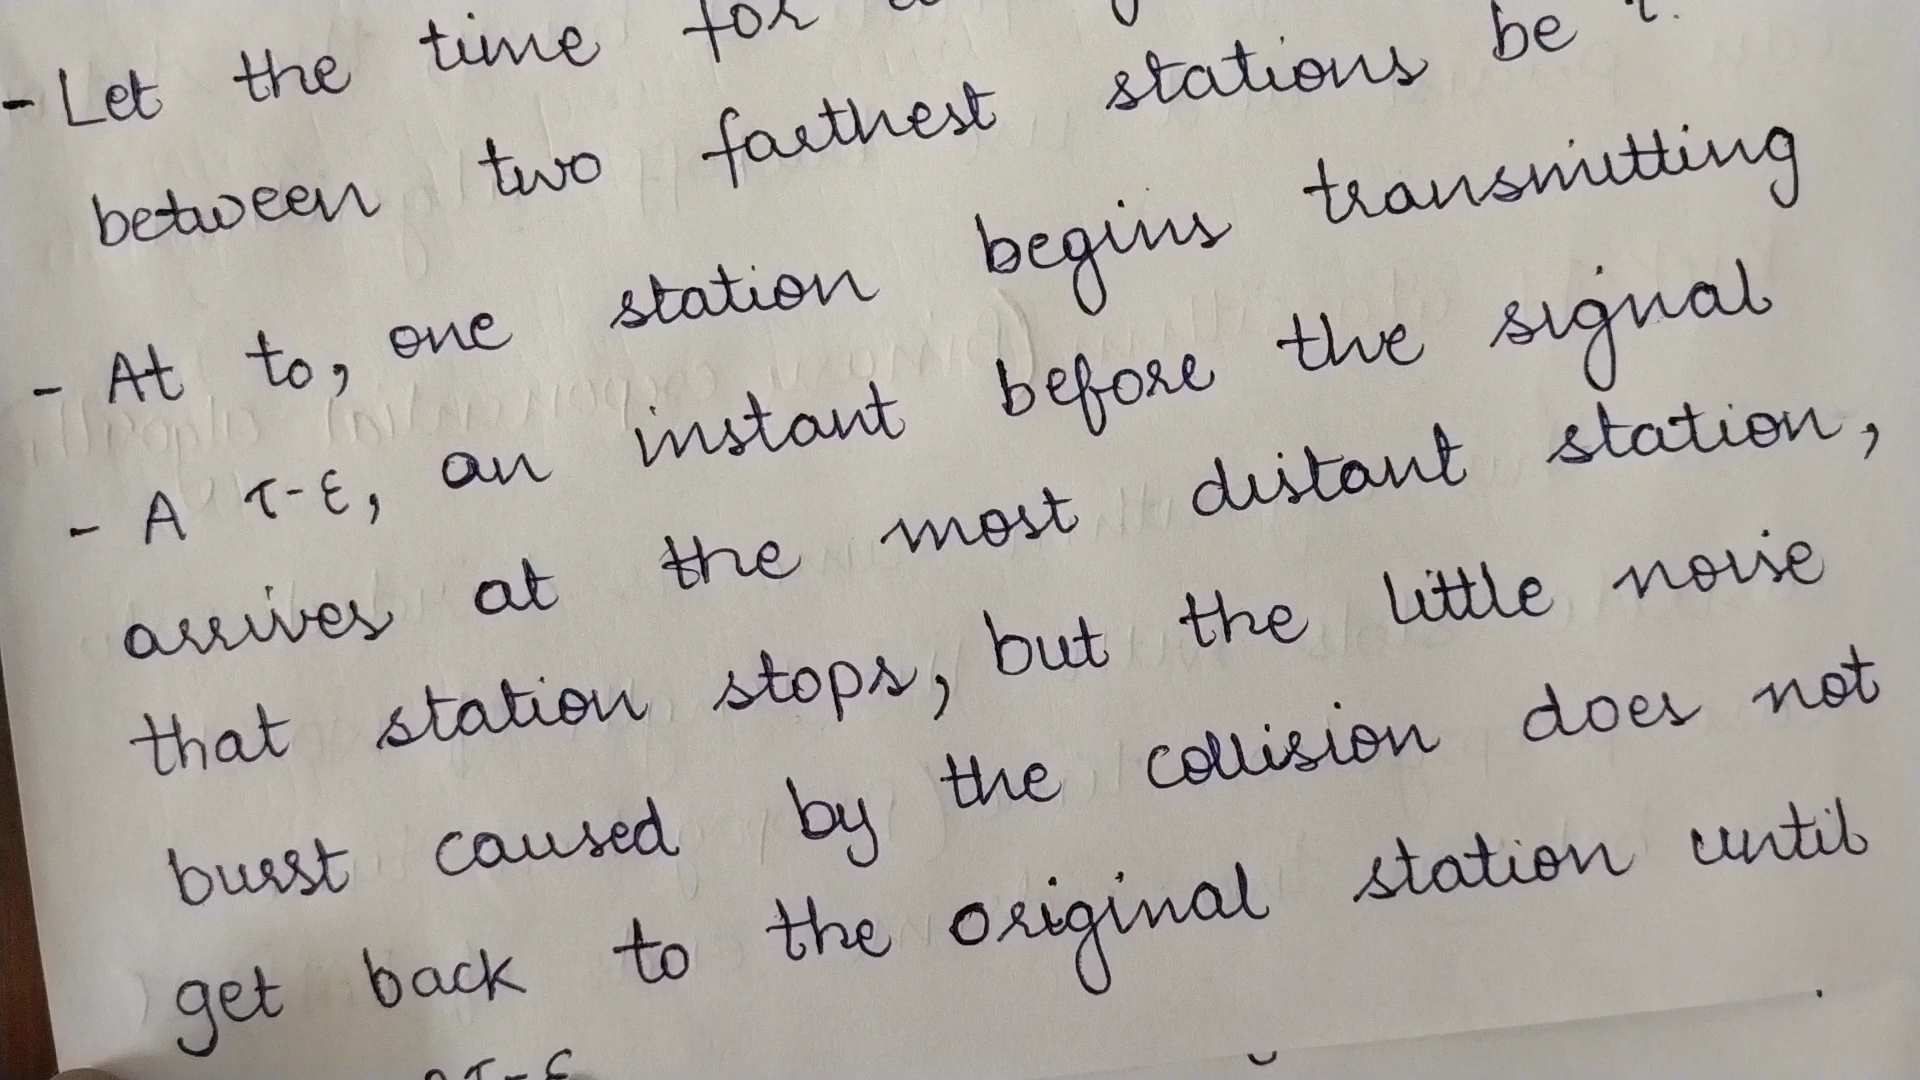 - Let the time for
between two farthest stations be τ.
- At to, one station begins transmitting
- A τ-ε, an instant before the signal
arrives at the most distant station,
that station stops, but the little noise
burst caused by the collision does not
get back to the original station until
2τ-ε